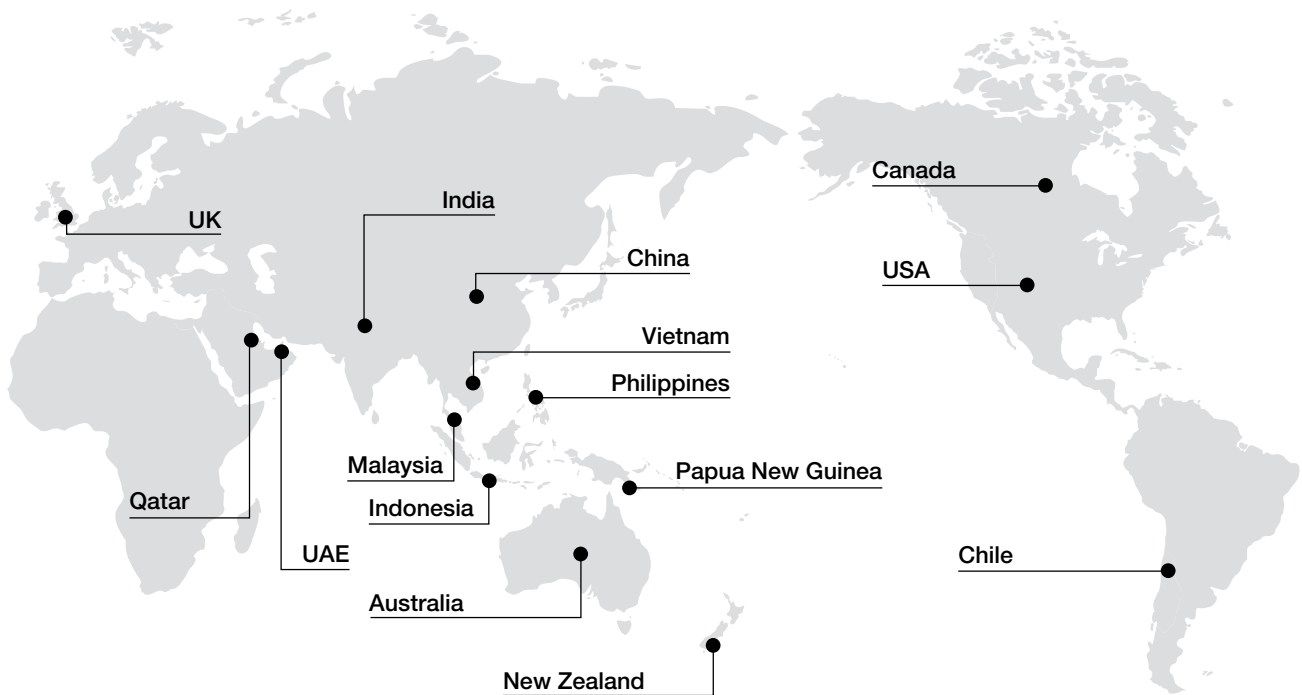 Canada
India
UK
China
USA
Vietnam
Philippines
Malaysia
Papua New Guinea
Qatar
Indonesia
UAE
Chile
Australia
New Zealand